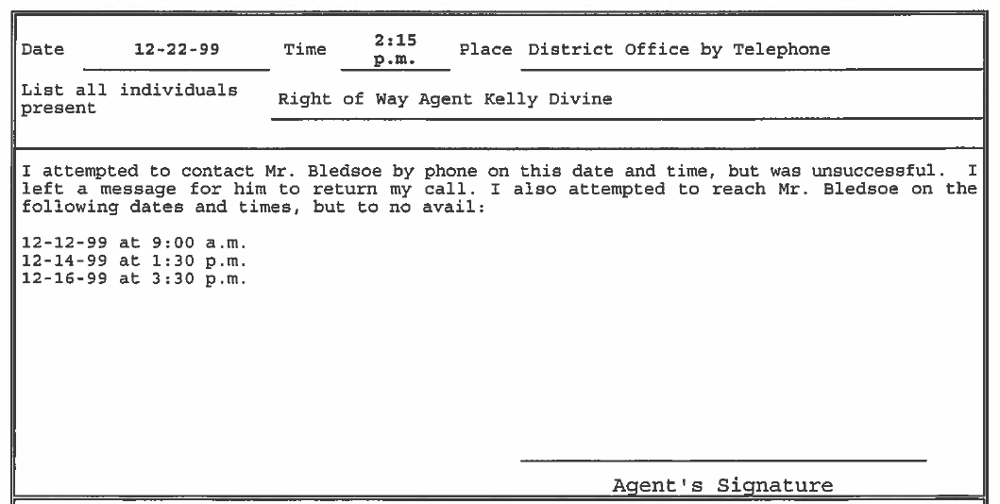 Date 12-22-99 Time 2:15 p.m. Place District Office by Telephone
List all individuals present Right of Way Agent Kelly Divine
I attempted to contact Mr. Bledsoe by phone on this date and time, but was unsuccessful. I
left a message for him to return my call. I also attempted to reach Mr. Bledsoe on the
following dates and times, but to no avail:
12-12-99 at 9:00 a.m.
12-14-99 at 1:30 p.m.
12-16-99 at 3:30 p.m.
Agent's Signature